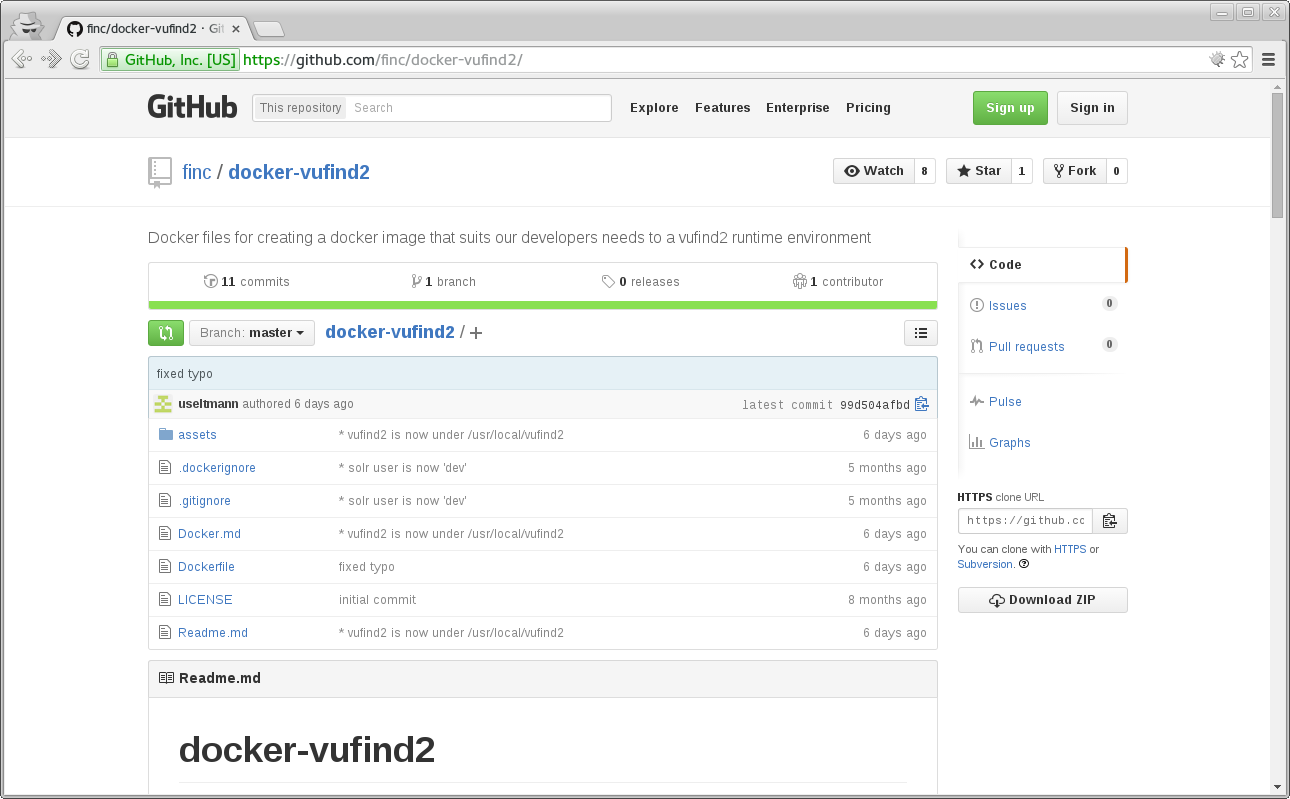 finc/docker-vufind2 · Git
GitHub, Inc. [US] https://github.com/finc/docker-vufind2/
GitHub This repository Search Explore Features Enterprise Pricing Sign up Sign in
finc / docker-vufind2 Watch 8 Star 1 Fork 0
Docker files for creating a docker image that suits our developers needs to a vufind2 runtime environment
11 commits 1 branch 0 releases 1 contributor
Branch: master docker-vufind2 / +
fixed typo
useltmann authored 6 days ago latest commit 99d504afbd
assets * vufind2 is now under /usr/local/vufind2 6 days ago
.dockerignore * solr user is now 'dev' 5 months ago
.gitignore * solr user is now 'dev' 5 months ago
Docker.md * vufind2 is now under /usr/local/vufind2 6 days ago
Dockerfile fixed typo 6 days ago
LICENSE initial commit 8 months ago
Readme.md * vufind2 is now under /usr/local/vufind2 6 days ago
Readme.md
docker-vufind2
Code
Issues 0
Pull requests 0
Pulse
Graphs
HTTPS clone URL
https://github.cc
You can clone with HTTPS or
Subversion.
Download ZIP